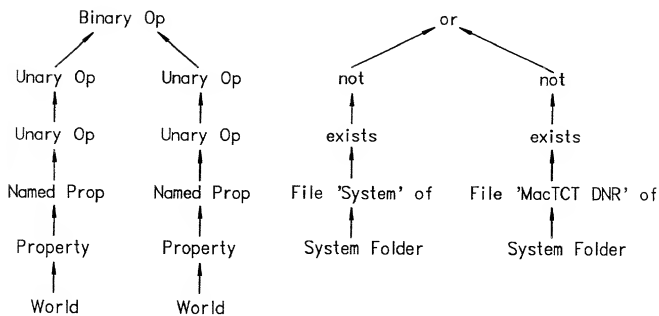 Binary Op
or
Unary Op
Unary Op
not
not
Unary Op
Unary Op
exists
exists
Named Prop
Named Prop
File 'System' of
File 'MacTCT DNR' of
Property
Property
System Folder
System Folder
World
World